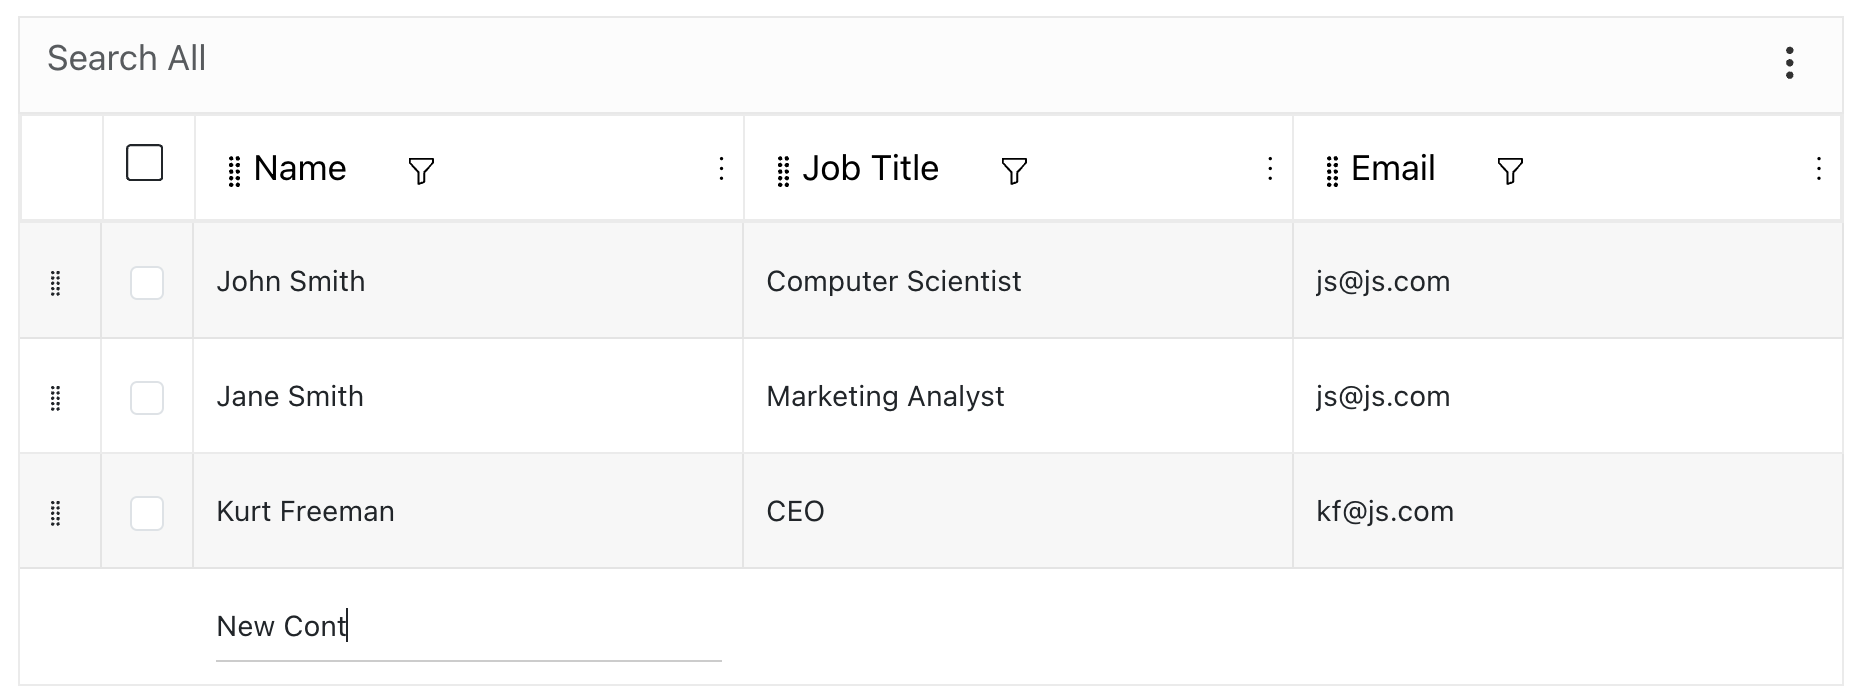 Search All
Name Job Title Email
John Smith Computer Scientist js@js.com
Jane Smith Marketing Analyst js@js.com
Kurt Freeman CEO kf@js.com
New Cont